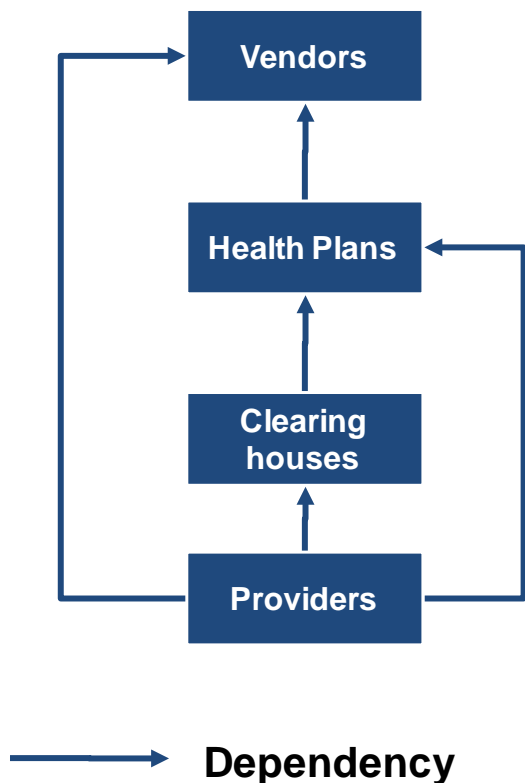 Vendors
Health Plans
Clearing
houses
Providers
Dependency